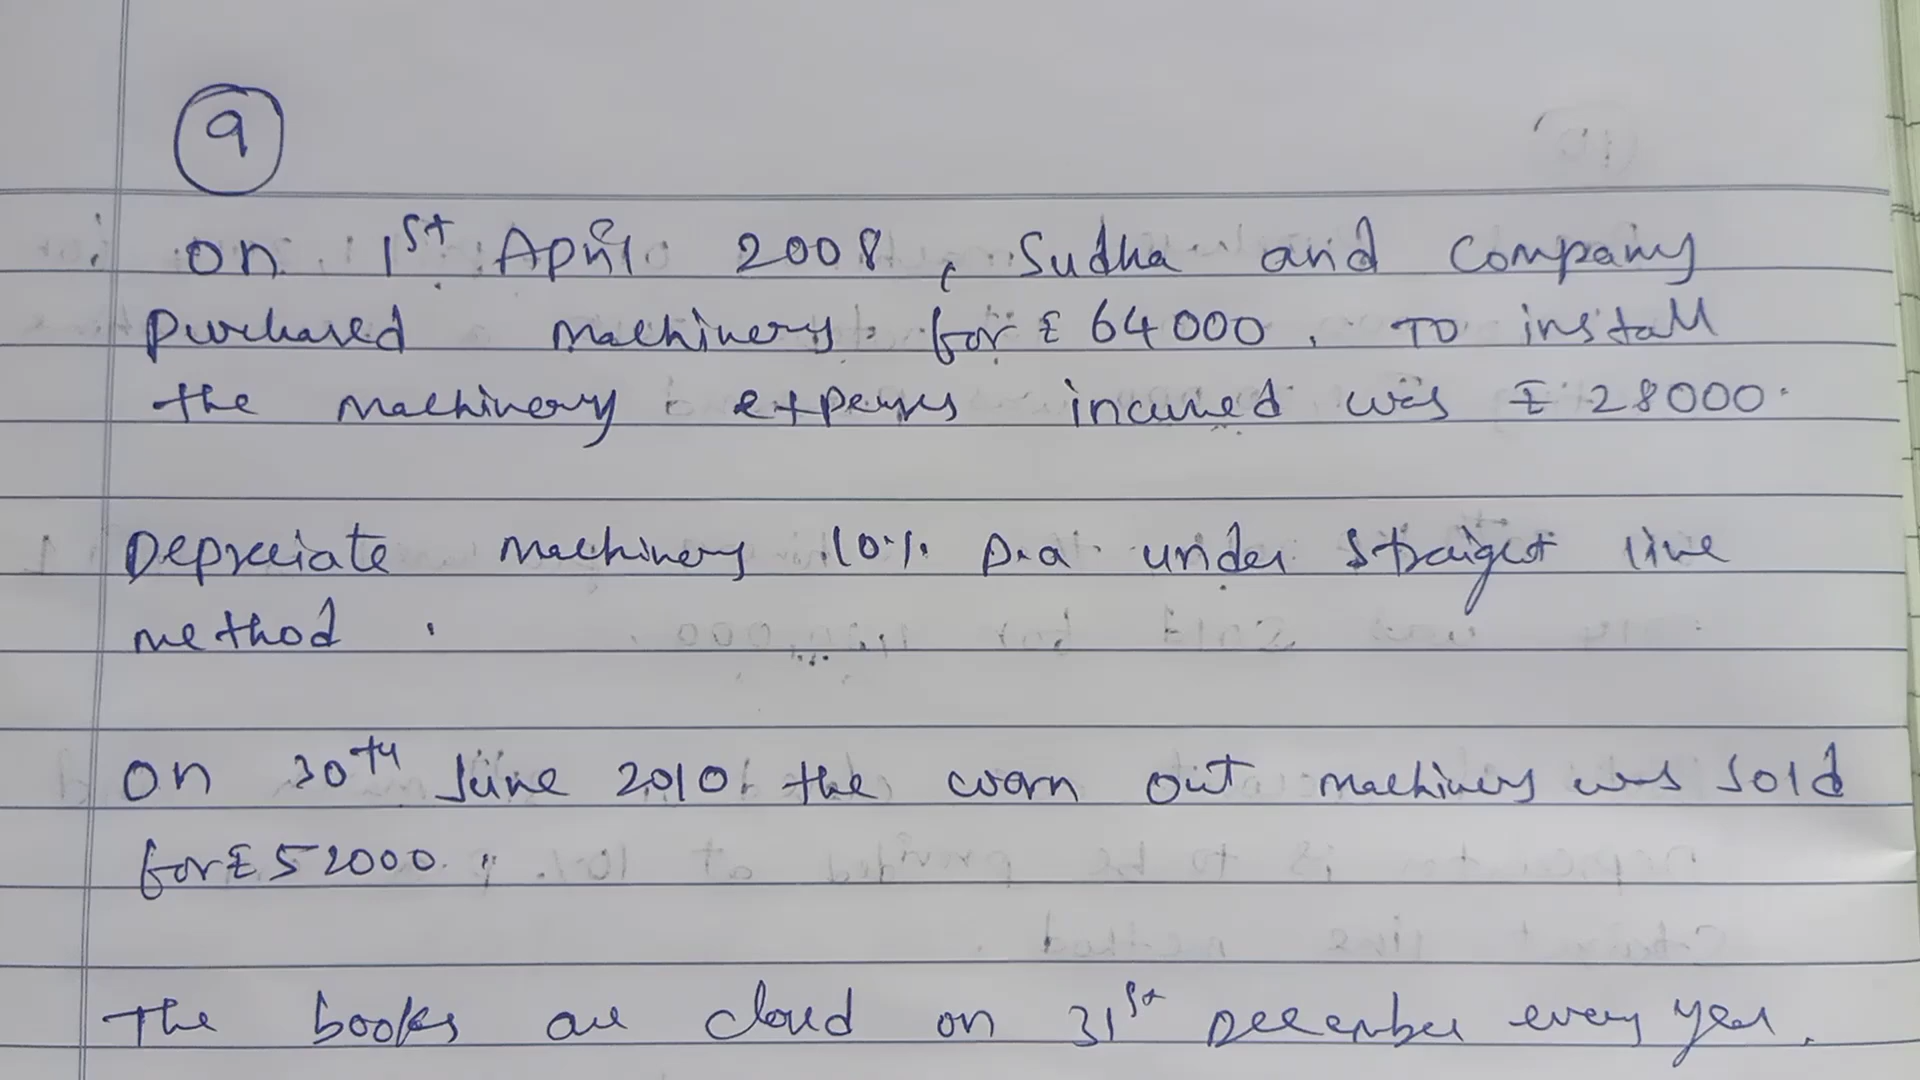 9
on 1st April 2008, Sudha and Company
purchased machinery for ₹ 64000. To install
the machinery expenses incurred was ₹ 28000.
Depreciate machinery 10% p.a under straight line
method.
On 30th June 2010 the worn out machinery was sold
for ₹ 52000.
The books are closed on 31st December every year.